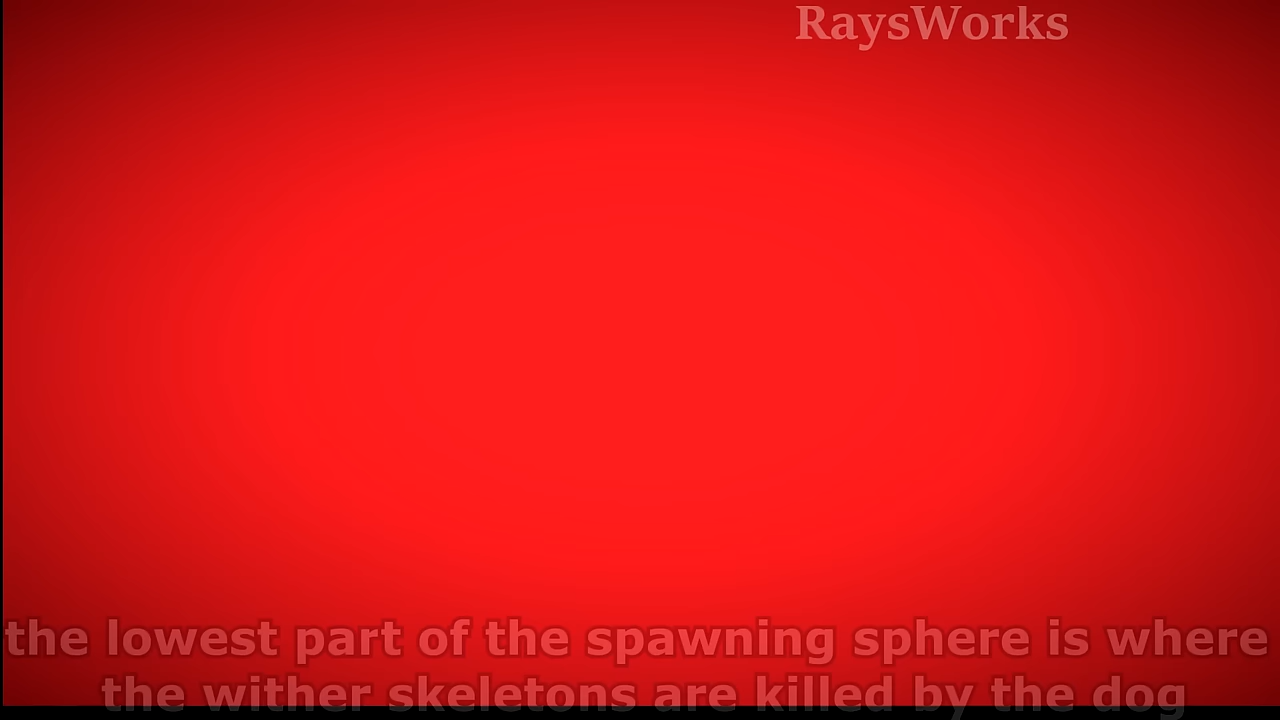 RaysWorks
the lowest part of the spawning sphere is where
the wither skeletons are killed by the dog